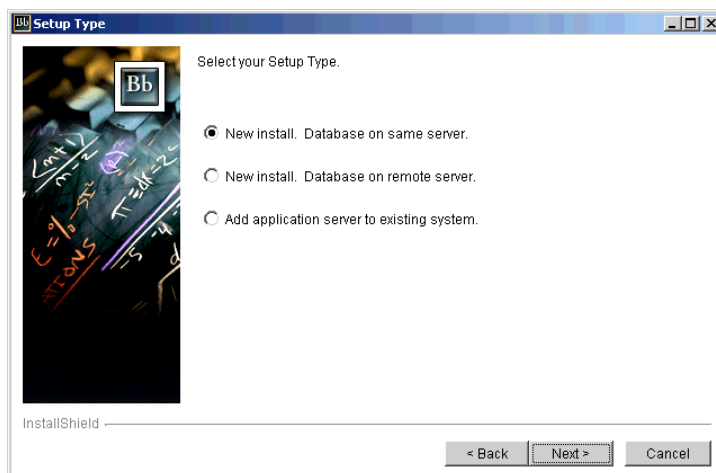 Bb Setup Type
Select your Setup Type.
Bb
New install. Database on same server.
New install. Database on remote server.
Add application server to existing system.
InstallShield
< Back
Next >
Cancel